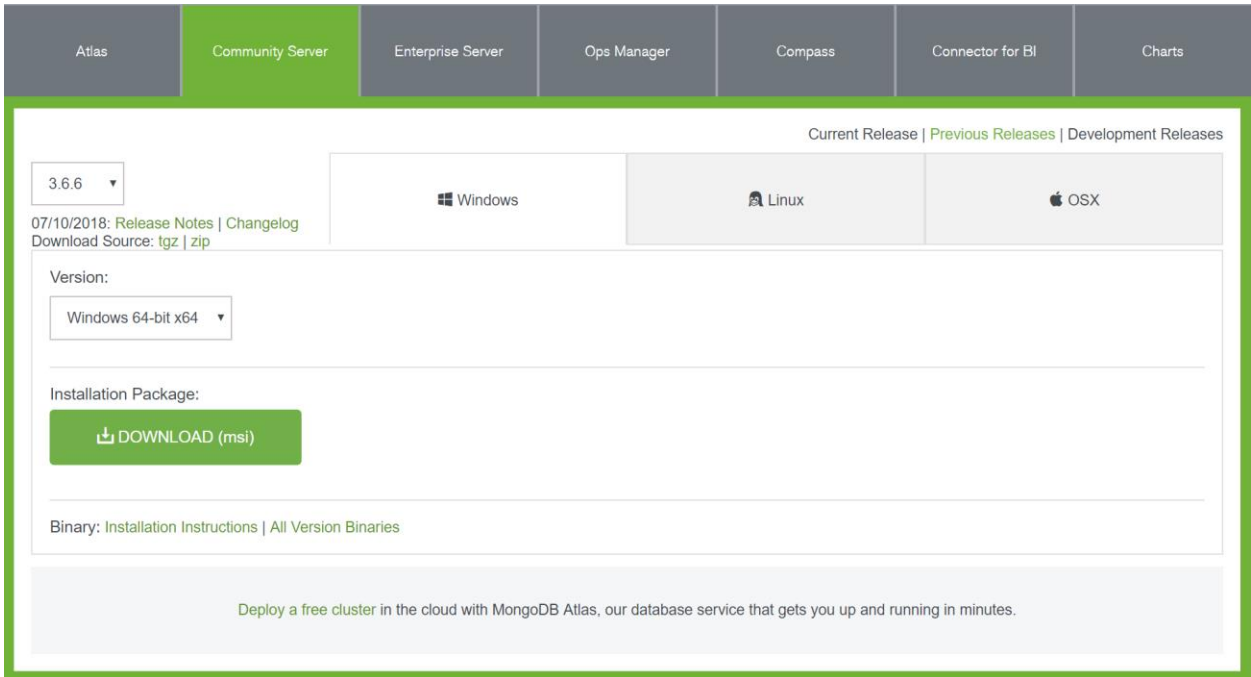 Atlas
Community Server
Enterprise Server
Ops Manager
Compass
Connector for BI
Charts
Current Release | Previous Releases | Development Releases
3.6.6
07/10/2018: Release Notes | Changelog
Download Source: tgz | zip
Windows
Linux
OSX
Version:
Windows 64-bit x64
Installation Package:
DOWNLOAD (msi)
Binary: Installation Instructions | All Version Binaries
Deploy a free cluster in the cloud with MongoDB Atlas, our database service that gets you up and running in minutes.